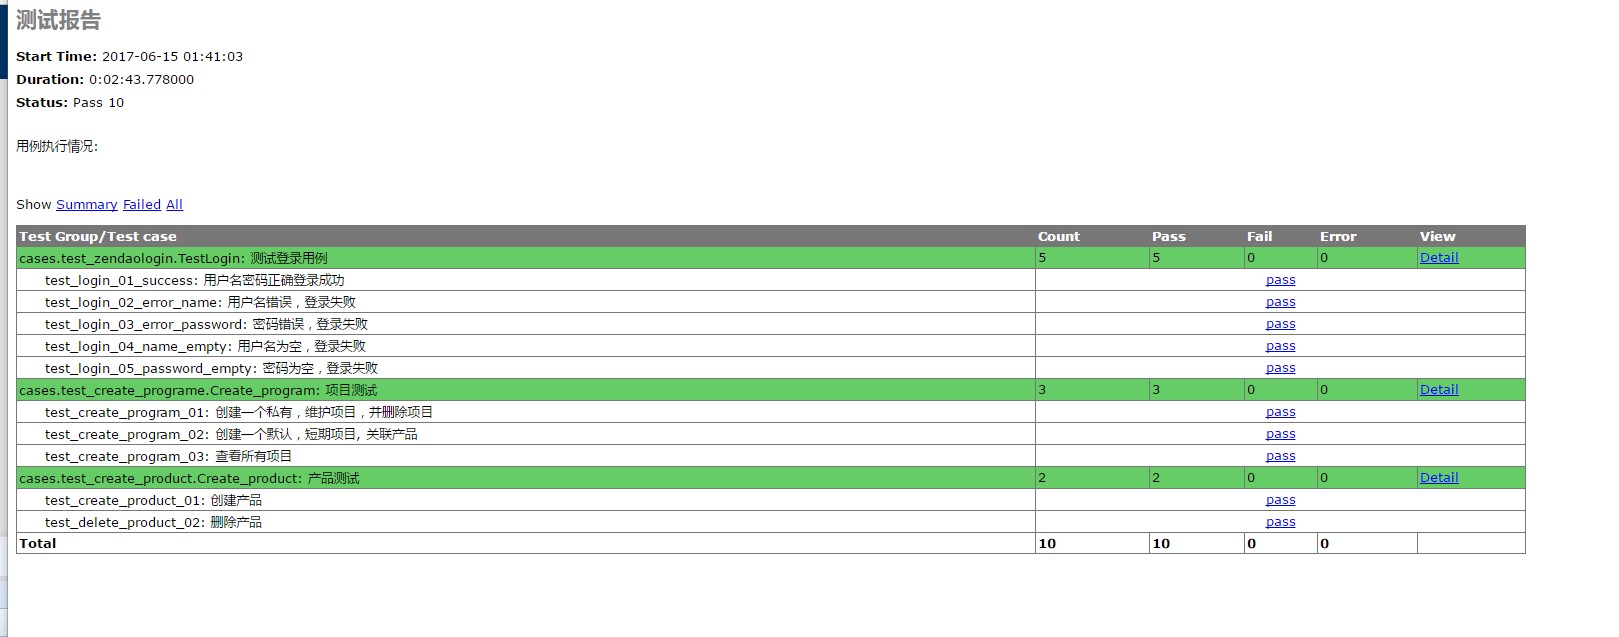 测试报告
Start Time: 2017-06-15 01:41:03
Duration: 0:02:43.778000
Status: Pass 10
用例执行情况:
Show Summary Failed All
Test Group/Test case Count Pass Fail Error View
cases.test_zendaologin.TestLogin: 测试登录用例 5 5 0 0 Detail
test_login_01_success: 用户名密码正确登录成功 pass
test_login_02_error_name: 用户名错误，登录失败 pass
test_login_03_error_password: 密码错误，登录失败 pass
test_login_04_name_empty: 用户名为空，登录失败 pass
test_login_05_password_empty: 密码为空，登录失败 pass
cases.test_create_programe.Create_program: 项目测试 3 3 0 0 Detail
test_create_program_01: 创建一个私有，维护项目，并删除项目 pass
test_create_program_02: 创建一个默认，短期项目, 关联产品 pass
test_create_program_03: 查看所有项目 pass
cases.test_create_product.Create_product: 产品测试 2 2 0 0 Detail
test_create_product_01: 创建产品 pass
test_delete_product_02: 删除产品 pass
Total 10 10 0 0